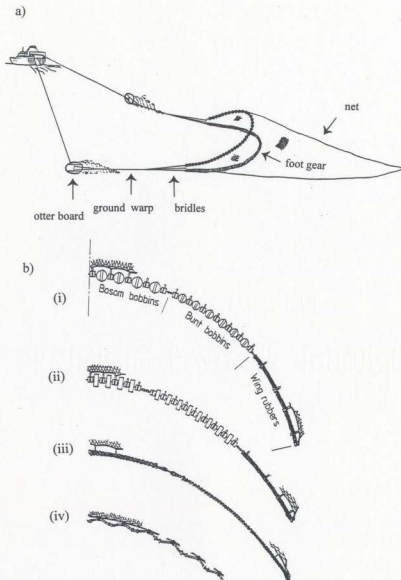 a)
net
foot gear
ground warp
bridles
otter board
b)
(i)
Bosom bobbins
Bunt bobbins
Wing rubbers
(ii)
(iii)
(iv)